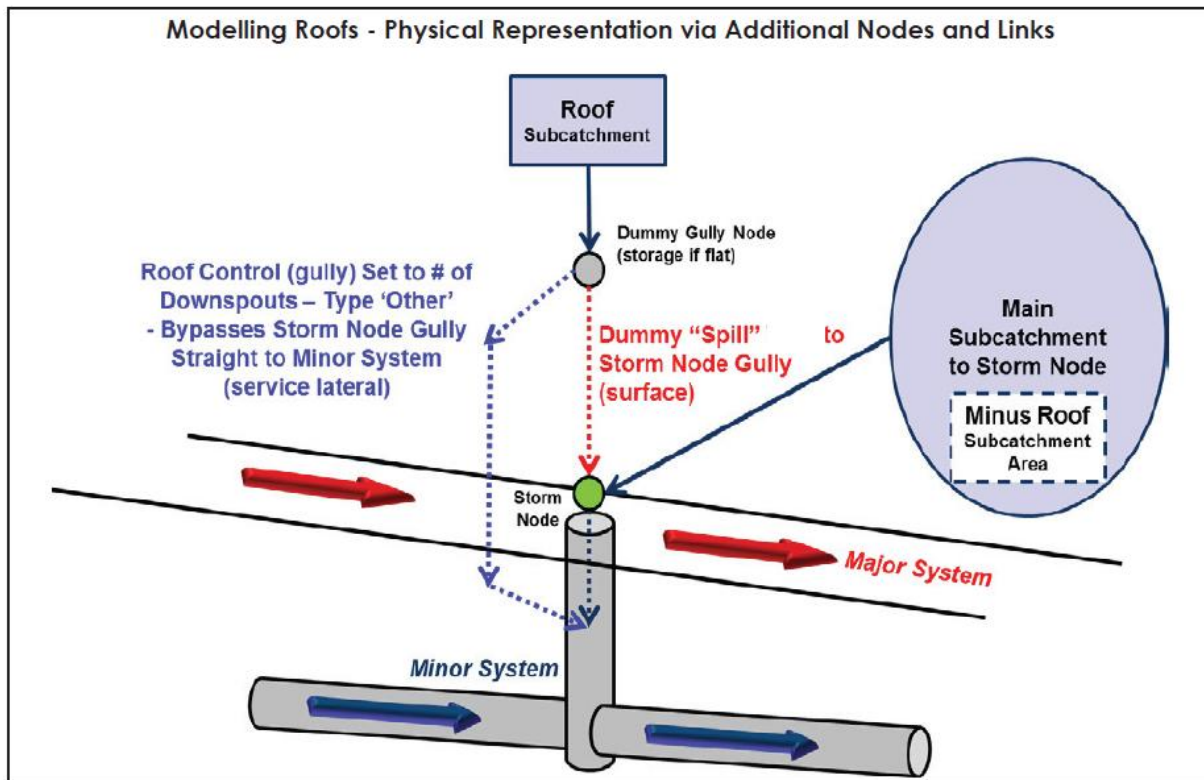 Modelling Roofs - Physical Representation via Additional Nodes and Links
Roof
Subcatchment
Dummy Gully Node
(storage if flat)
Roof Control (gully) Set to # of
Downspouts – Type ‘Other’
- Bypasses Storm Node Gully
Straight to Minor System
(service lateral)
Dummy “Spill” to
Storm Node Gully
(surface)
Main
Subcatchment
to Storm Node
Minus Roof
Subcatchment
Area
Storm
Node
Major System
Minor System